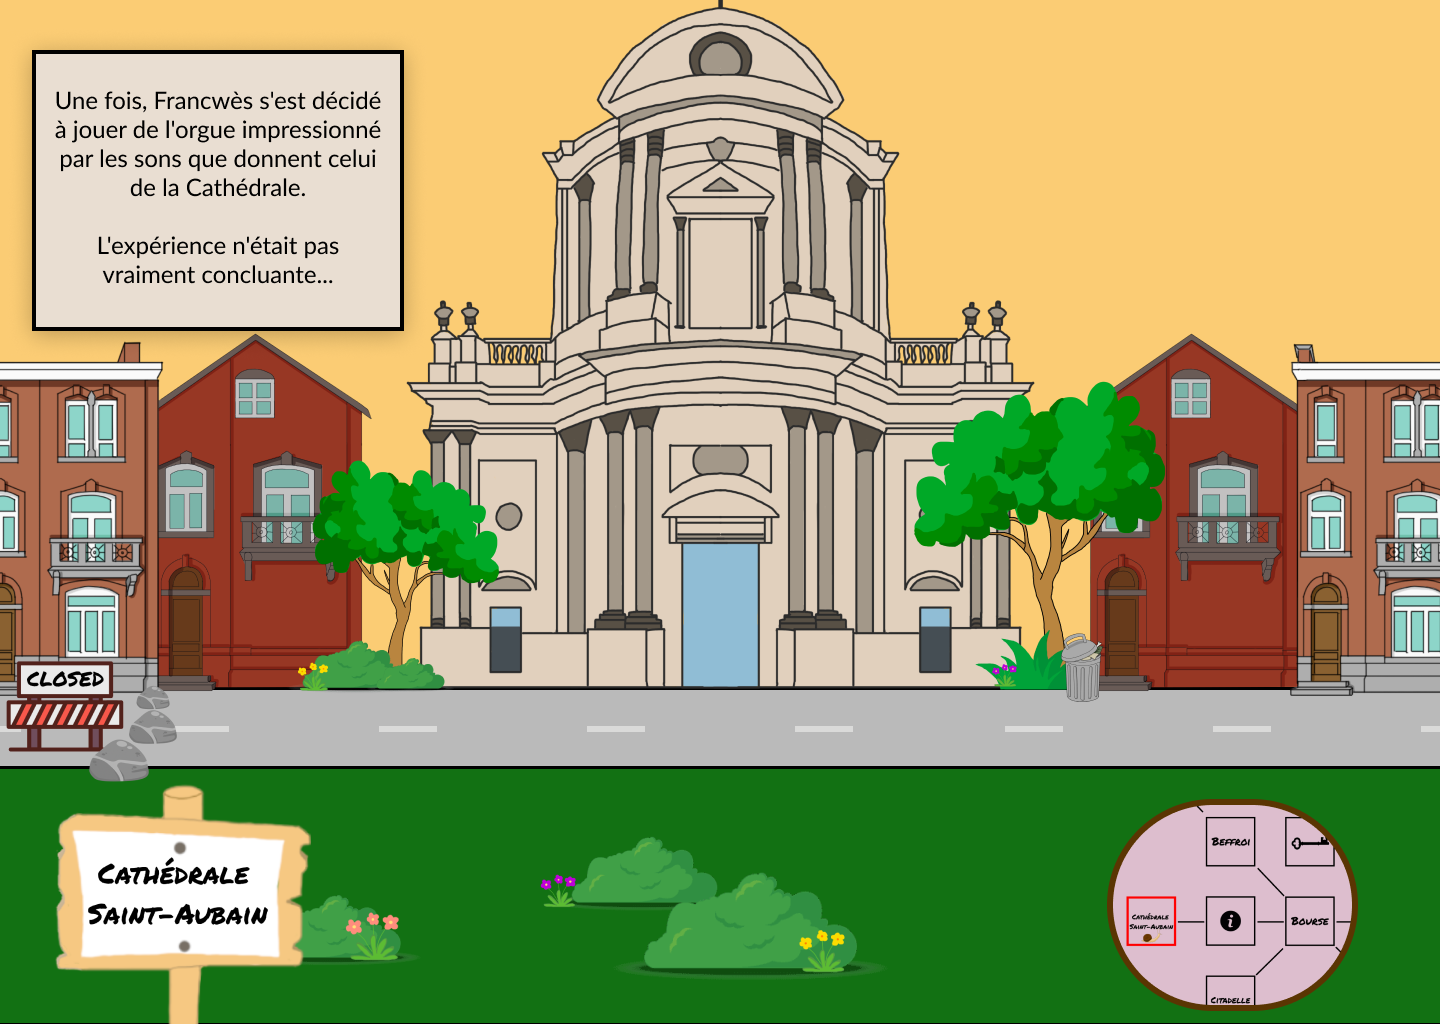 Une fois, Francwès s'est décidé
à jouer de l'orgue impressionné
par les sons que donnent celui
de la Cathédrale.
L'expérience n'était pas
vraiment concluante...
CLOSED
Cathédrale
Saint-Aubain
Beffroi
Cathédrale
Saint-Aubain
i
Bourse
Citadelle